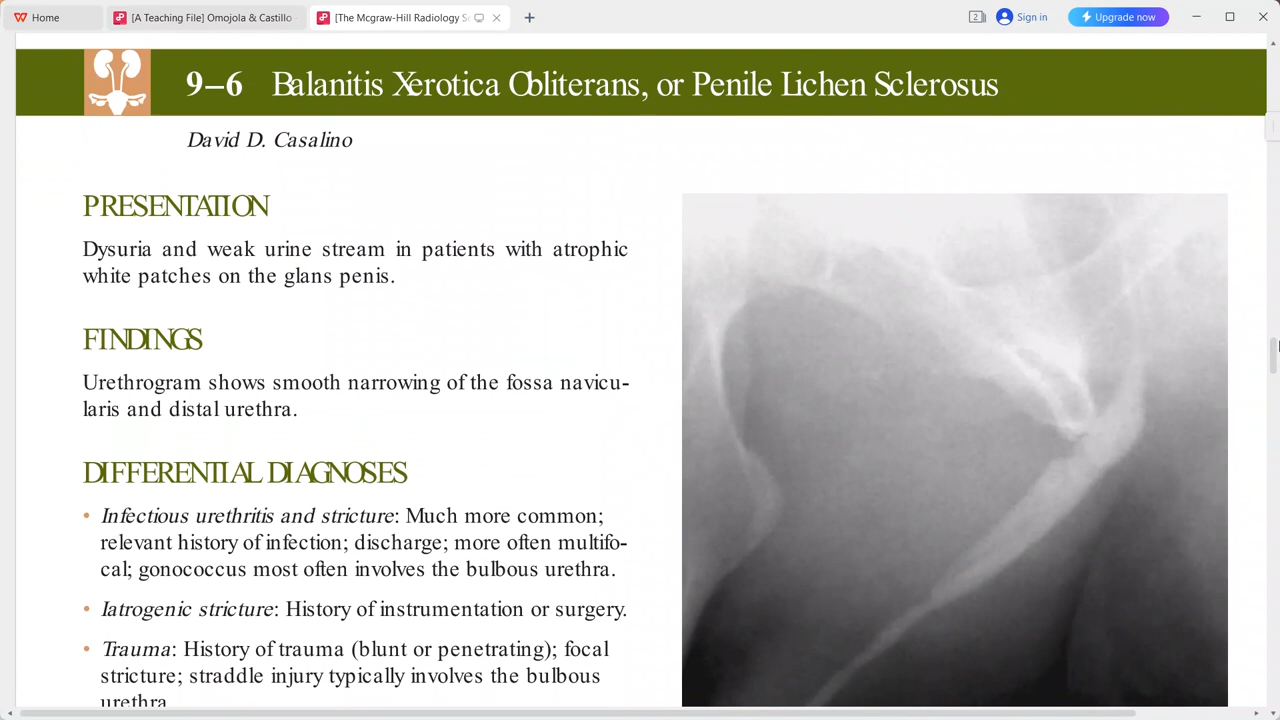 Home
[A Teaching File] Omojola & Castillo
[The Mcgraw-Hill Radiology S
2
Sign in
Upgrade now
9–6 Balanitis Xerotica Obliterans, or Penile Lichen Sclerosus
David D. Casalino
PRESENTATION
Dysuria and weak urine stream in patients with atrophic
white patches on the glans penis.
FINDINGS
Urethrogram shows smooth narrowing of the fossa navicu-
laris and distal urethra.
DIFFERENTIAL DIAGNOSES
• Infectious urethritis and stricture: Much more common;
relevant history of infection; discharge; more often multifo-
cal; gonococcus most often involves the bulbous urethra.
• Iatrogenic stricture: History of instrumentation or surgery.
• Trauma: History of trauma (blunt or penetrating); focal
stricture; straddle injury typically involves the bulbous
urethra